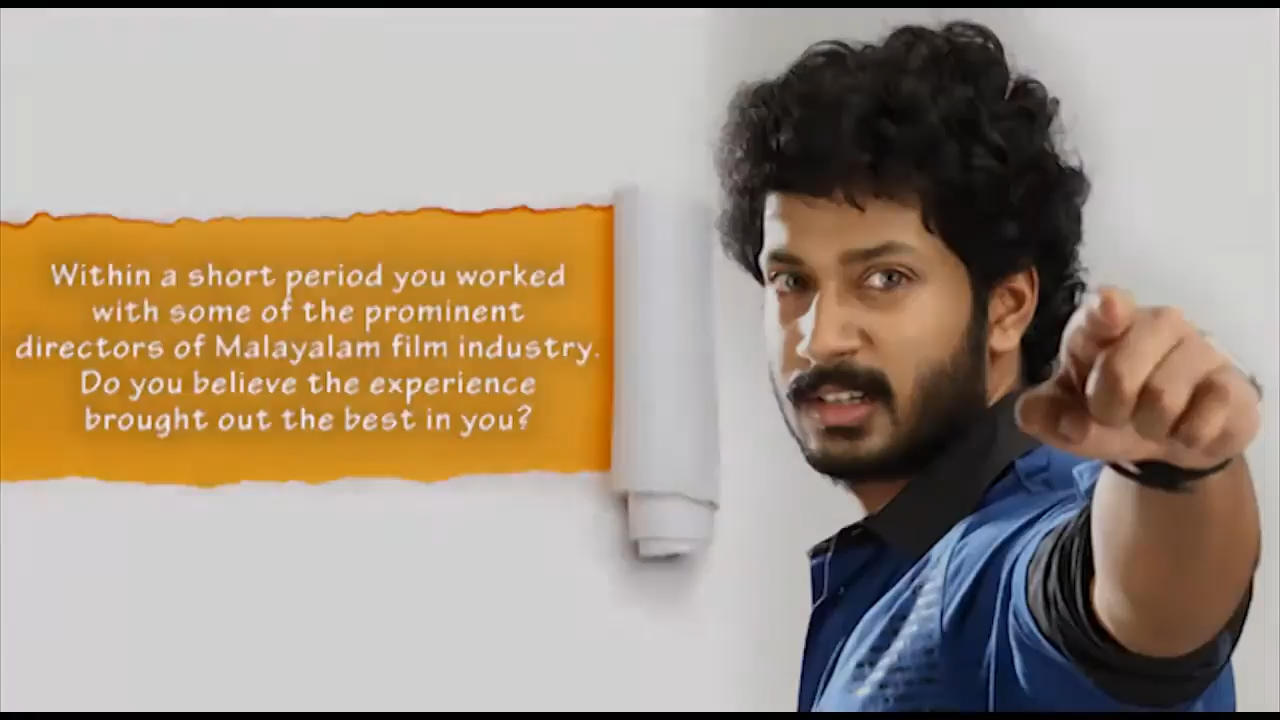 Within a short period you worked
with some of the prominent
directors of Malayalam film industry.
Do you believe the experience
brought out the best in you?